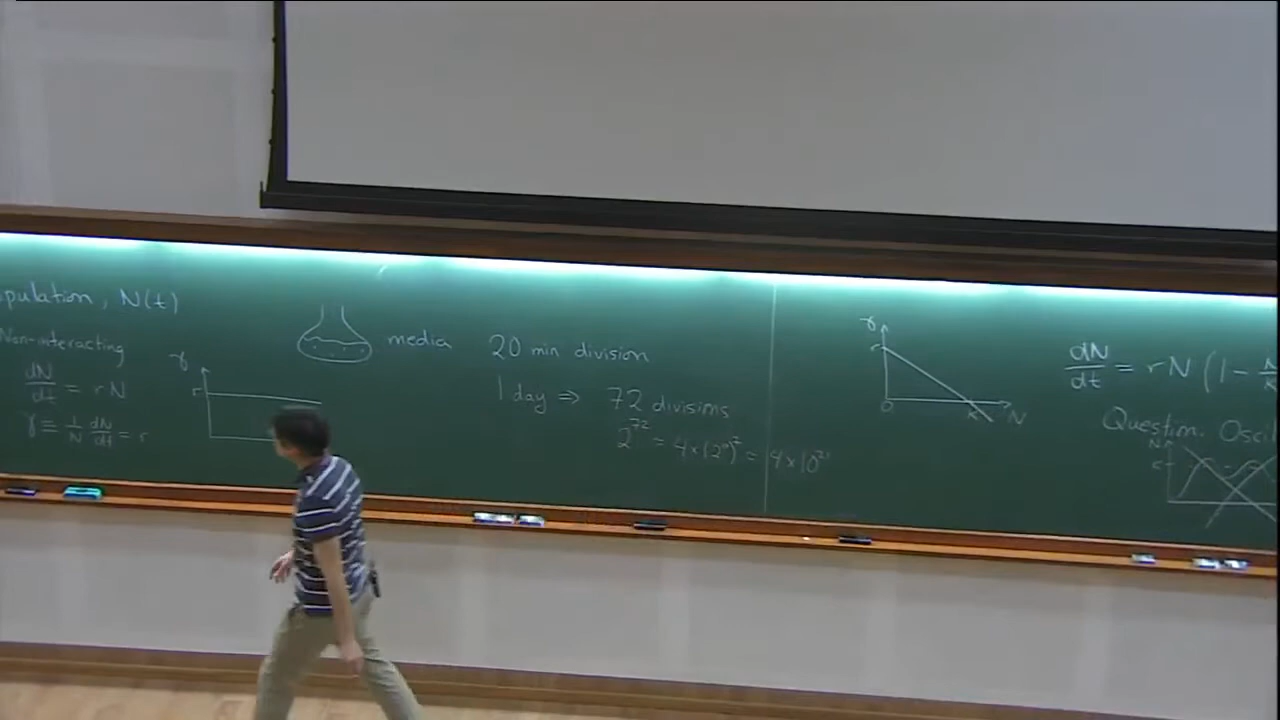 pulation, N(t)
Non-interacting
dN/dt = rN
γ ≡ 1/N dN/dt = r
γ
r
media
20 min division
1 day ⇒ 72 divisions
2^72 = 4×(2^10)^7 = 4×10^21
γ
r
0
K
N
dN/dt = rN(1 - N/K
Question. Oscil
N